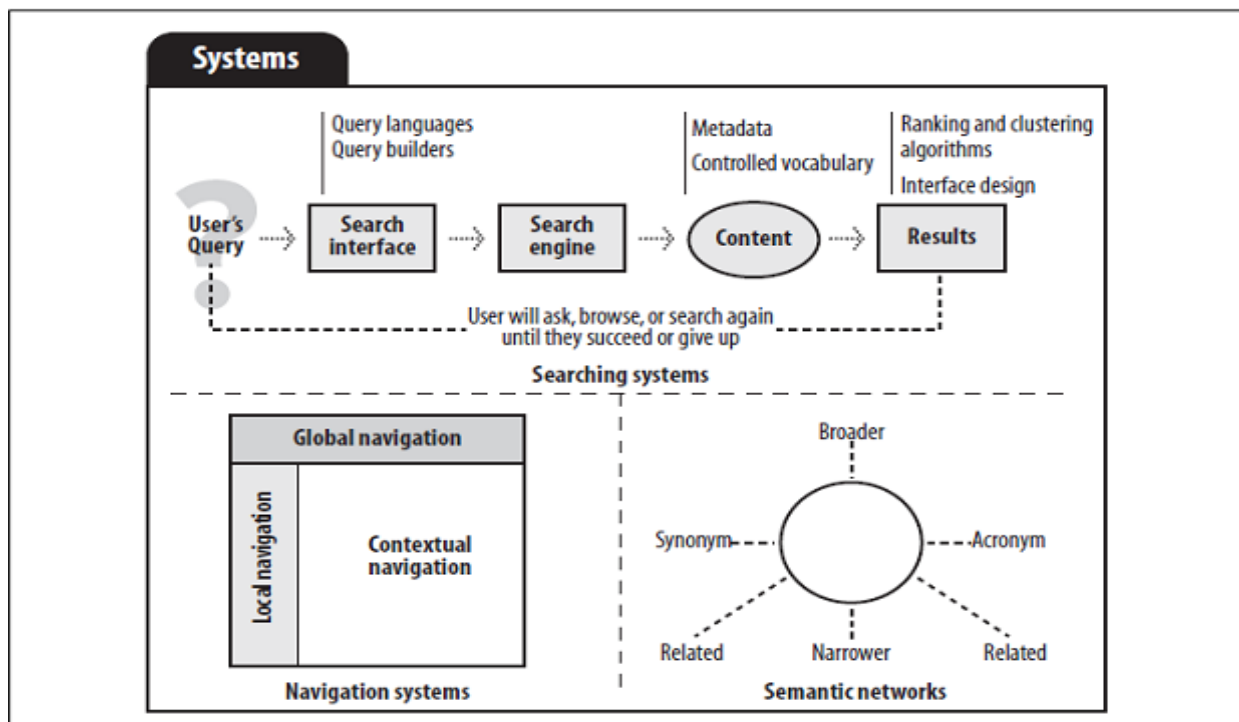 Systems
Query languages
Query builders
Metadata
Controlled vocabulary
Ranking and clustering
algorithms
Interface design
User's
Query
Search
interface
Search
engine
Content
Results
User will ask, browse, or search again
until they succeed or give up
Searching systems
Global navigation
Local navigation
Contextual
navigation
Navigation systems
Broader
Synonym
Acronym
Related
Narrower
Related
Semantic networks